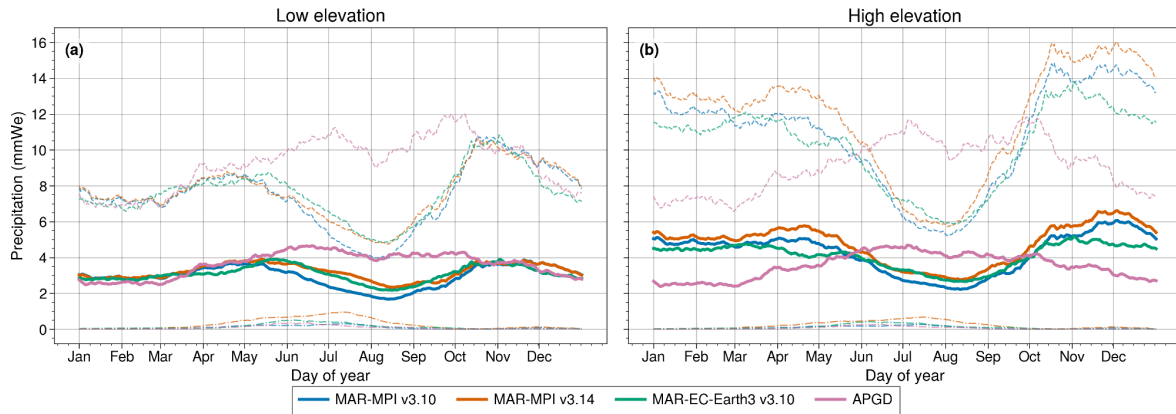 Low elevation
High elevation
(a)
(b)
Precipitation (mmWe)
16
14
12
10
8
6
4
2
0
Jan Feb Mar Apr May Jun Jul Aug Sep Oct Nov Dec
Jan Feb Mar Apr May Jun Jul Aug Sep Oct Nov Dec
Day of year
Day of year
MAR-MPI v3.10 MAR-MPI v3.14 MAR-EC-Earth3 v3.10 APGD